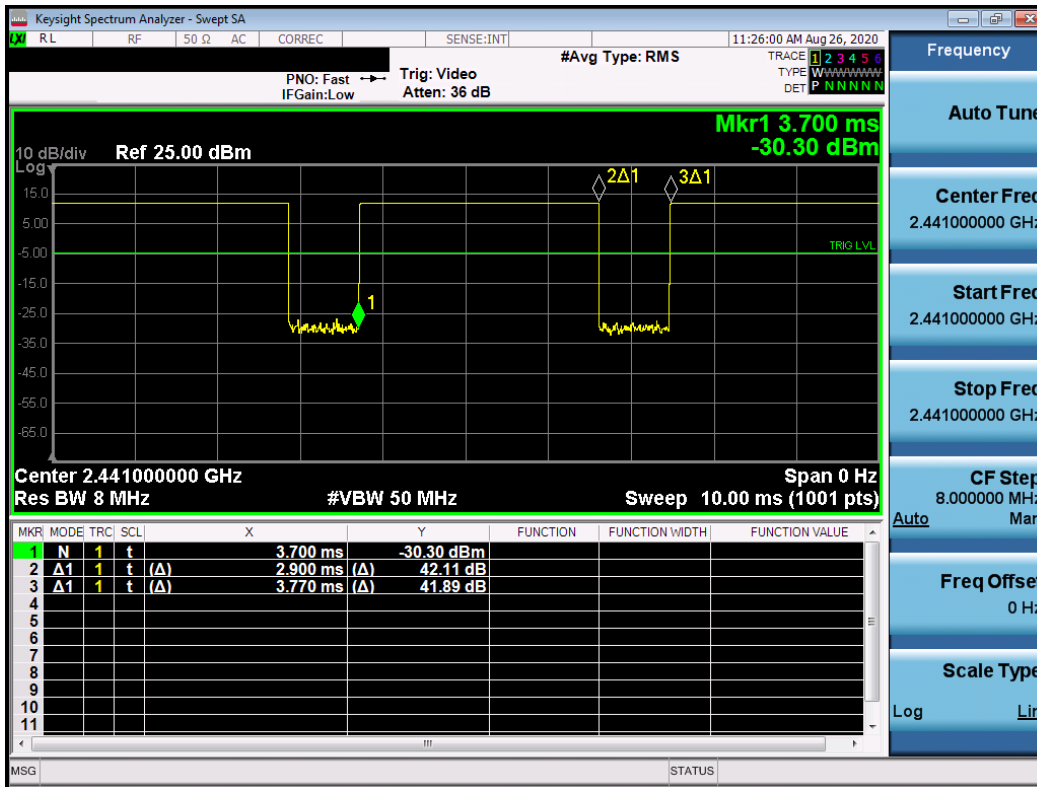 Keysight Spectrum Analyzer - Swept SA
LXI RL RF 50 Ω AC CORREC SENSE:INT 11:26:00 AM Aug 26, 2020
PNO: Fast
IFGain:Low
Trig: Video
Atten: 36 dB
#Avg Type: RMS
TRACE 1 2 3 4 5 6
TYPE WWWWWW
DET P N N N N N
Mkr1 3.700 ms
-30.30 dBm
10 dB/div Ref 25.00 dBm
Log
15.0
5.00
-5.00
-15.0
-25.0
-35.0
-45.0
-55.0
-65.0
2Δ1
3Δ1
TRIG LVL
1
Center 2.441000000 GHz Span 0 Hz
Res BW 8 MHz #VBW 50 MHz Sweep 10.00 ms (1001 pts)
MKR MODE TRC SCL X Y FUNCTION FUNCTION WIDTH FUNCTION VALUE
1 N 1 t 3.700 ms -30.30 dBm
2 Δ1 1 t (Δ) 2.900 ms (Δ) 42.11 dB
3 Δ1 1 t (Δ) 3.770 ms (Δ) 41.89 dB
4
5
6
7
8
9
10
11
MSG STATUS
Frequency
Auto Tune
Center Freq
2.441000000 GHz
Start Freq
2.441000000 GHz
Stop Freq
2.441000000 GHz
CF Step
8.000000 MHz
Auto Man
Freq Offset
0 Hz
Scale Type
Log Lin